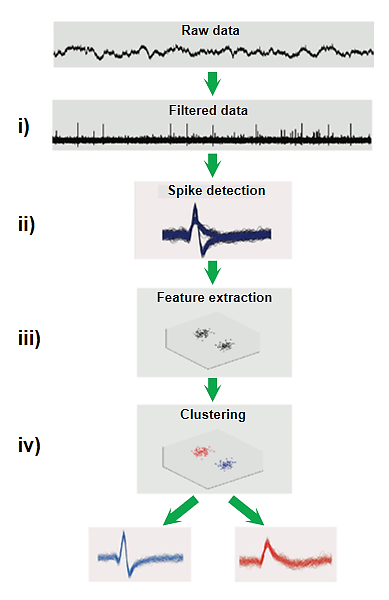 Raw data
i)
Filtered data
Spike detection
ii)
Feature extraction
iii)
Clustering
iv)